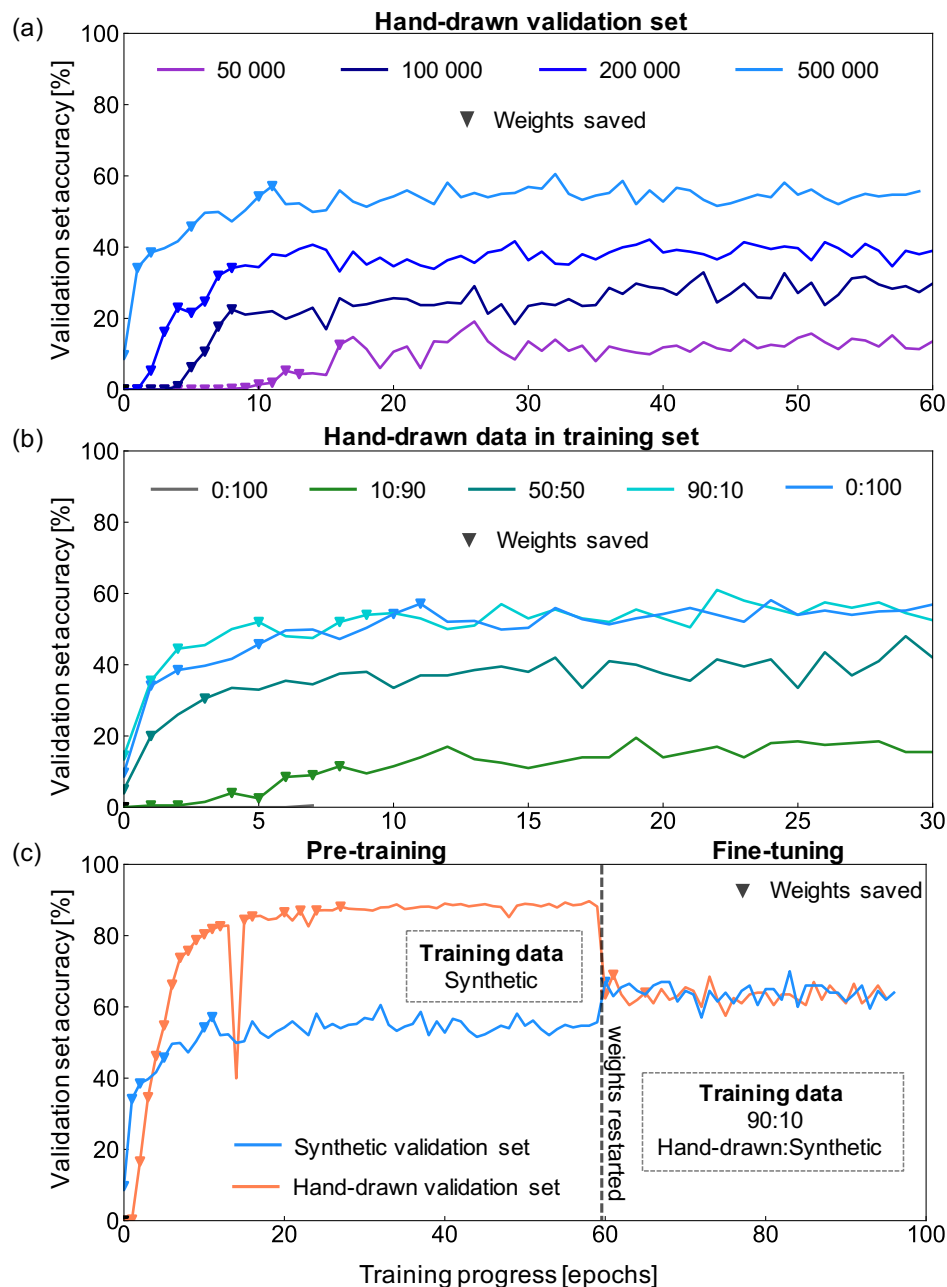 (a) Hand-drawn validation set
100
80
60
40
20
0
Validation set accuracy [%]
50 000 100 000 200 000 500 000
Weights saved
0 10 20 30 40 50 60
(b) Hand-drawn data in training set
100
80
60
40
20
0
Validation set accuracy [%]
0:100 10:90 50:50 90:10 0:100
Weights saved
0 5 10 15 20 25 30
(c) Pre-training Fine-tuning
100
80
60
40
20
0
Validation set accuracy [%]
Weights saved
Training data
Synthetic
weights restarted
Training data
90:10
Hand-drawn:Synthetic
Synthetic validation set
Hand-drawn validation set
0 20 40 60 80 100
Training progress [epochs]